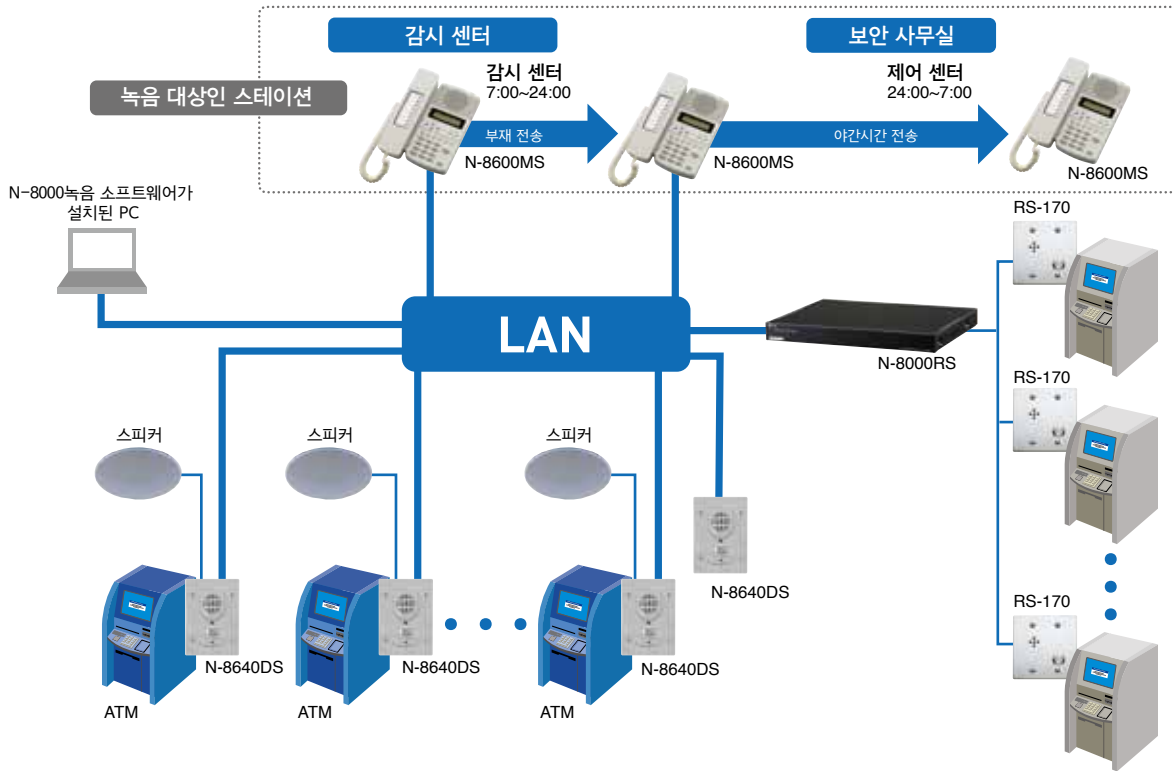 감시 센터
보안 사무실
녹음 대상인 스테이션
감시 센터
7:00~24:00
제어 센터
24:00~7:00
부재 전송
야간시간 전송
N-8600MS
N-8600MS
N-8600MS
N-8000녹음 소프트웨어가
설치된 PC
LAN
N-8000RS
RS-170
RS-170
RS-170
스피커
스피커
스피커
N-8640DS
N-8640DS
N-8640DS
N-8640DS
ATM
ATM
ATM